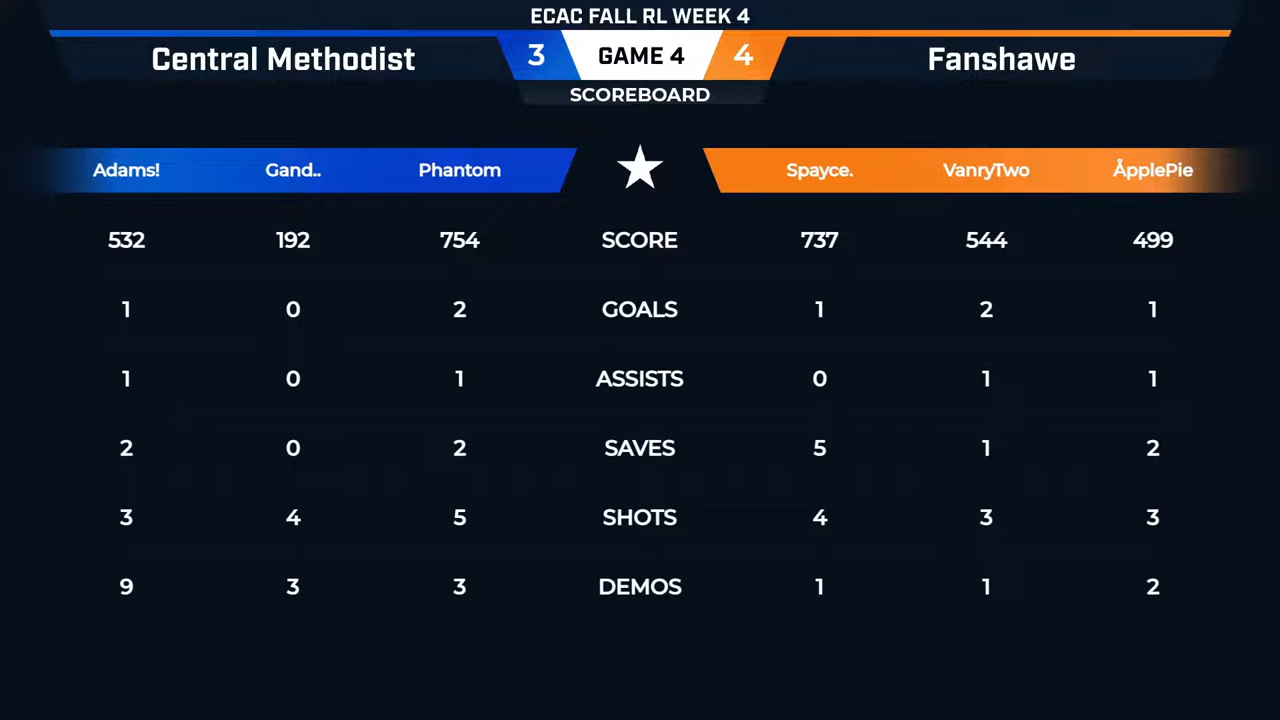 ECAC FALL RL WEEK 4
Central Methodist 3 GAME 4 4 Fanshawe
SCOREBOARD
Adams! Gand.. Phantom Spayce. VanryTwo ÅpplePie
532 192 754 SCORE 737 544 499
1 0 2 GOALS 1 2 1
1 0 1 ASSISTS 0 1 1
2 0 2 SAVES 5 1 2
3 4 5 SHOTS 4 3 3
9 3 3 DEMOS 1 1 2